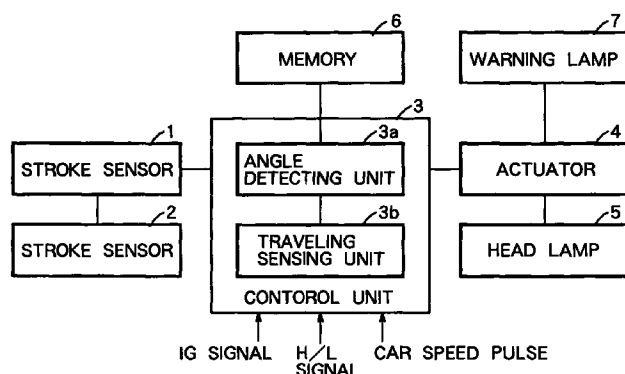 6
MEMORY
7
WARNING LAMP
3
1
STROKE SENSOR
2
STROKE SENSOR
3a
ANGLE
DETECTING UNIT
3b
TRAVELING
SENSING UNIT
CONTOROL UNIT
4
ACTUATOR
5
HEAD LAMP
IG SIGNAL
H/L
SIGNAL
CAR SPEED PULSE